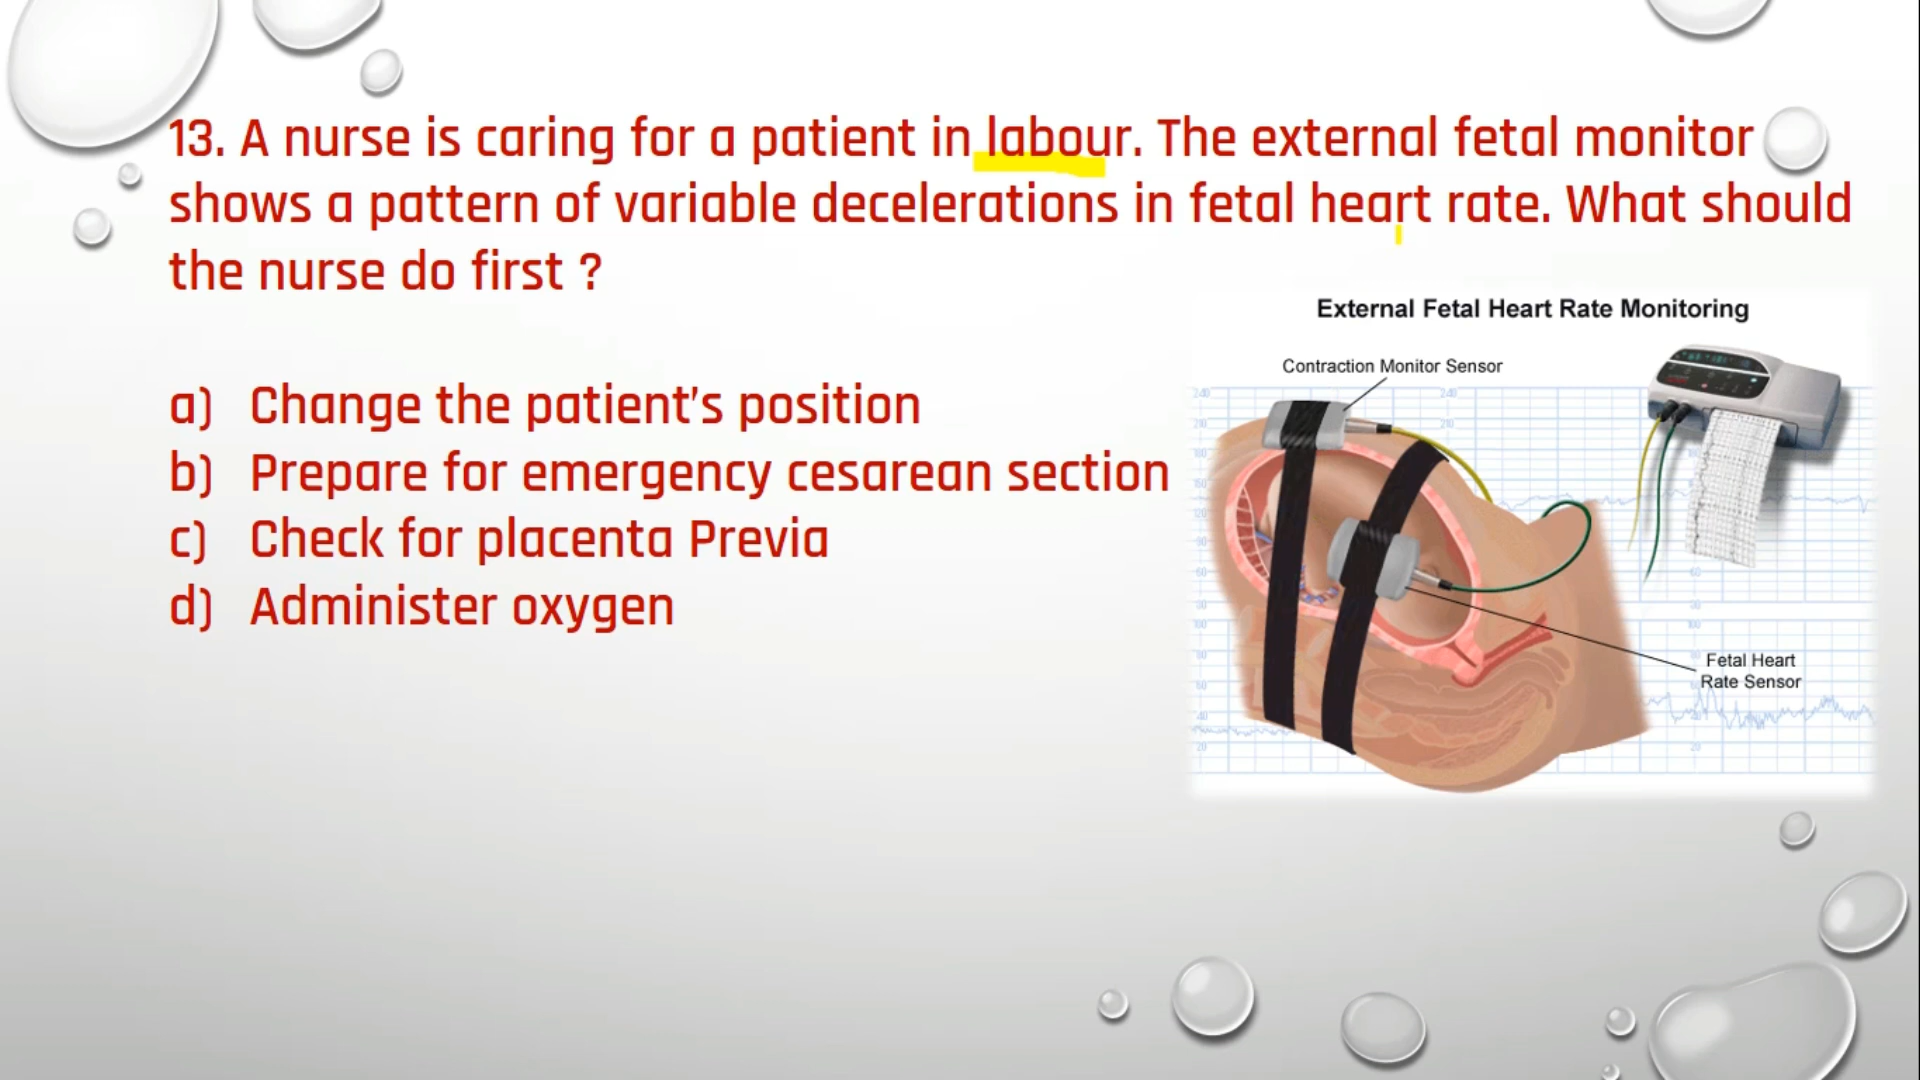 13. A nurse is caring for a patient in labour. The external fetal monitor
shows a pattern of variable decelerations in fetal heart rate. What should
the nurse do first ?
a) Change the patient's position
b) Prepare for emergency cesarean section
c) Check for placenta Previa
d) Administer oxygen
External Fetal Heart Rate Monitoring
Contraction Monitor Sensor
Fetal Heart
Rate Sensor